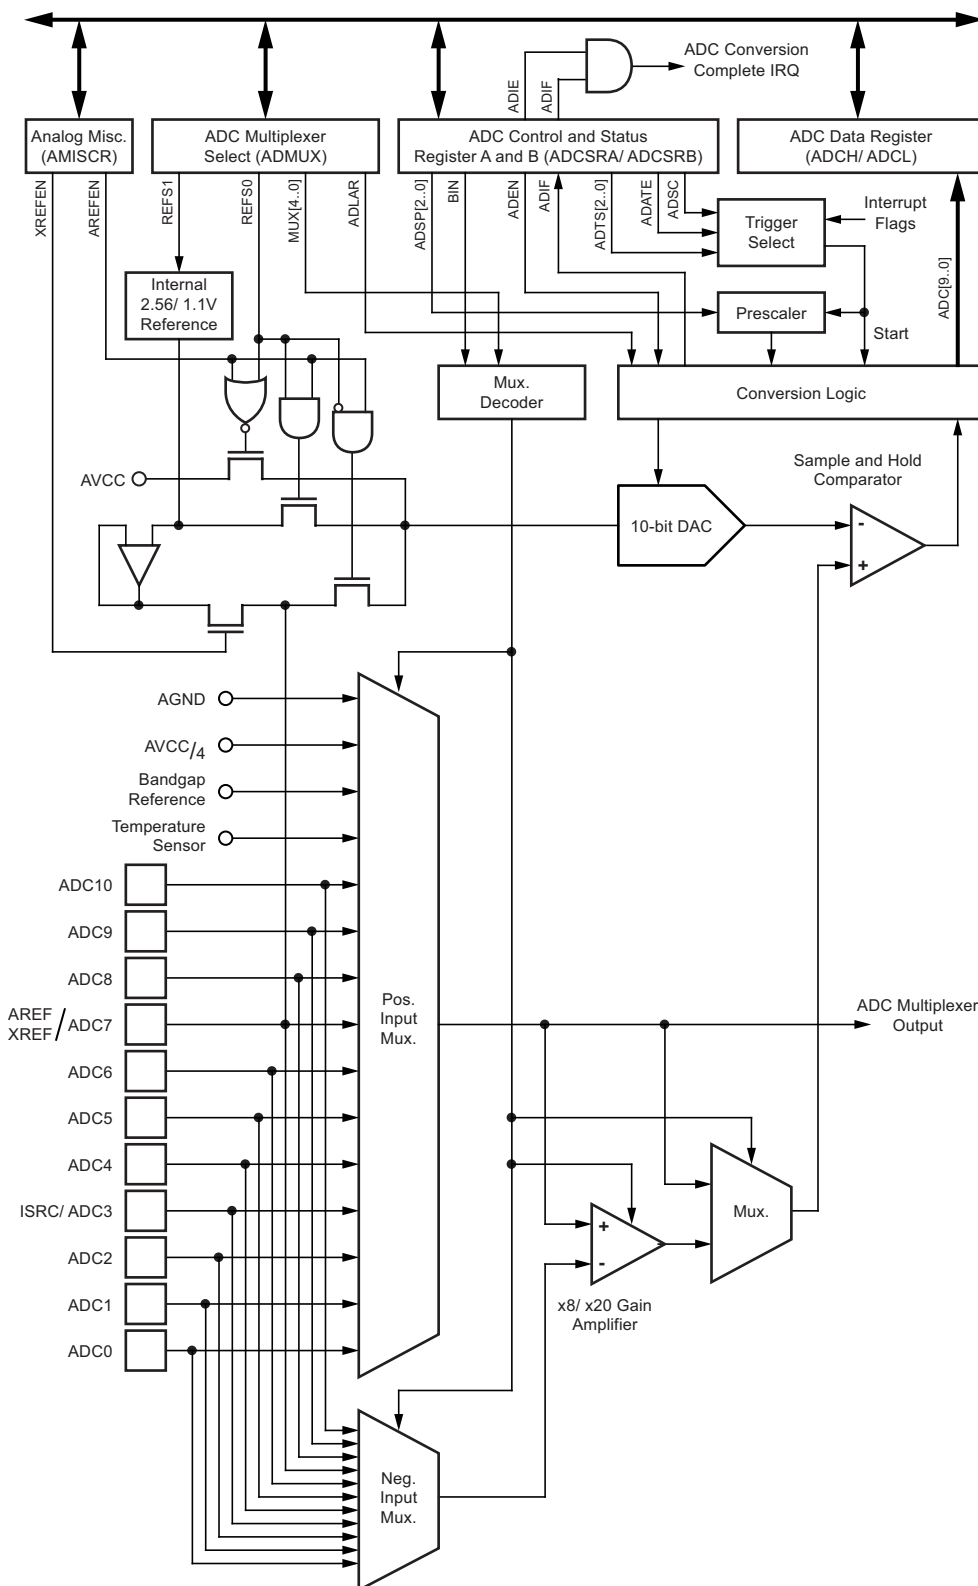 ADC Conversion
Complete IRQ
ADIE
ADIF
Analog Misc.
(AMISCR)
ADC Multiplexer
Select (ADMUX)
ADC Control and Status
Register A and B (ADCSRA/ ADCSRB)
ADC Data Register
(ADCH/ ADCL)
XREFEN
AREFEN
REFS1
REFS0
MUX[4..0]
ADLAR
ADSP[2..0]
BIN
ADEN
ADIF
ADTS[2..0]
ADATE
ADSC
Trigger
Select
Interrupt
Flags
ADC[9..0]
Internal
2.56/ 1.1V
Reference
Prescaler
Start
Mux.
Decoder
Conversion Logic
Sample and Hold
Comparator
AVCC
10-bit DAC
-
+
AGND
AVCC/4
Bandgap
Reference
Temperature
Sensor
ADC10
ADC9
ADC8
AREF
XREF / ADC7
ADC6
ADC5
ADC4
ISRC/ ADC3
ADC2
ADC1
ADC0
Pos.
Input
Mux.
ADC Multiplexer
Output
Mux.
+
-
x8/ x20 Gain
Amplifier
Neg.
Input
Mux.